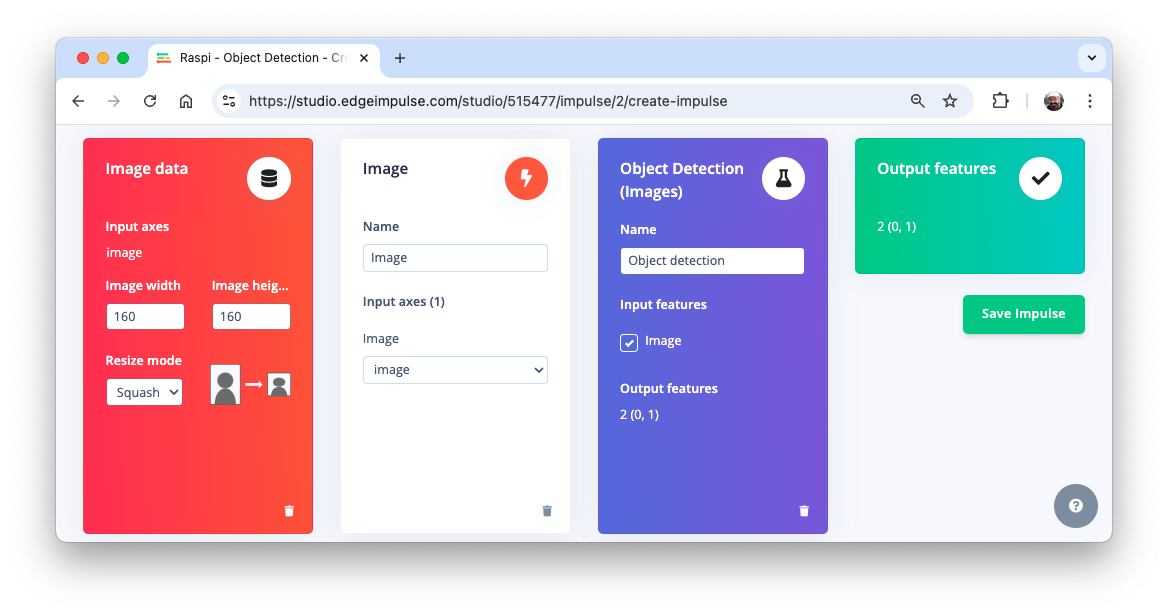 Raspi - Object Detection - Cr
https://studio.edgeimpulse.com/studio/515477/impulse/2/create-impulse
Image data
Input axes
image
Image width
Image heig...
160
160
Resize mode
Squash
Image
Name
Image
Input axes (1)
Image
image
Object Detection
(Images)
Name
Object detection
Input features
Image
Output features
2 (0, 1)
Output features
2 (0, 1)
Save Impulse
?